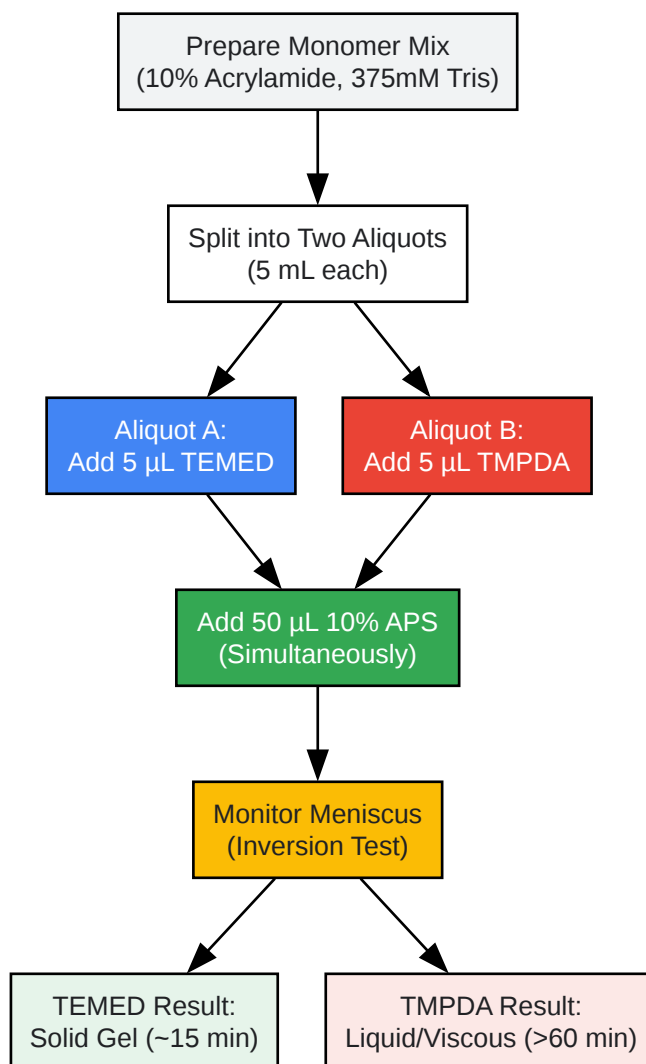 Prepare Monomer Mix
(10% Acrylamide, 375mM Tris)
Split into Two Aliquots
(5 mL each)
Aliquot A:
Add 5 µL TEMED
Aliquot B:
Add 5 µL TMPDA
Add 50 µL 10% APS
(Simultaneously)
Monitor Meniscus
(Inversion Test)
TEMED Result:
Solid Gel (~15 min)
TMPDA Result:
Liquid/Viscous (>60 min)